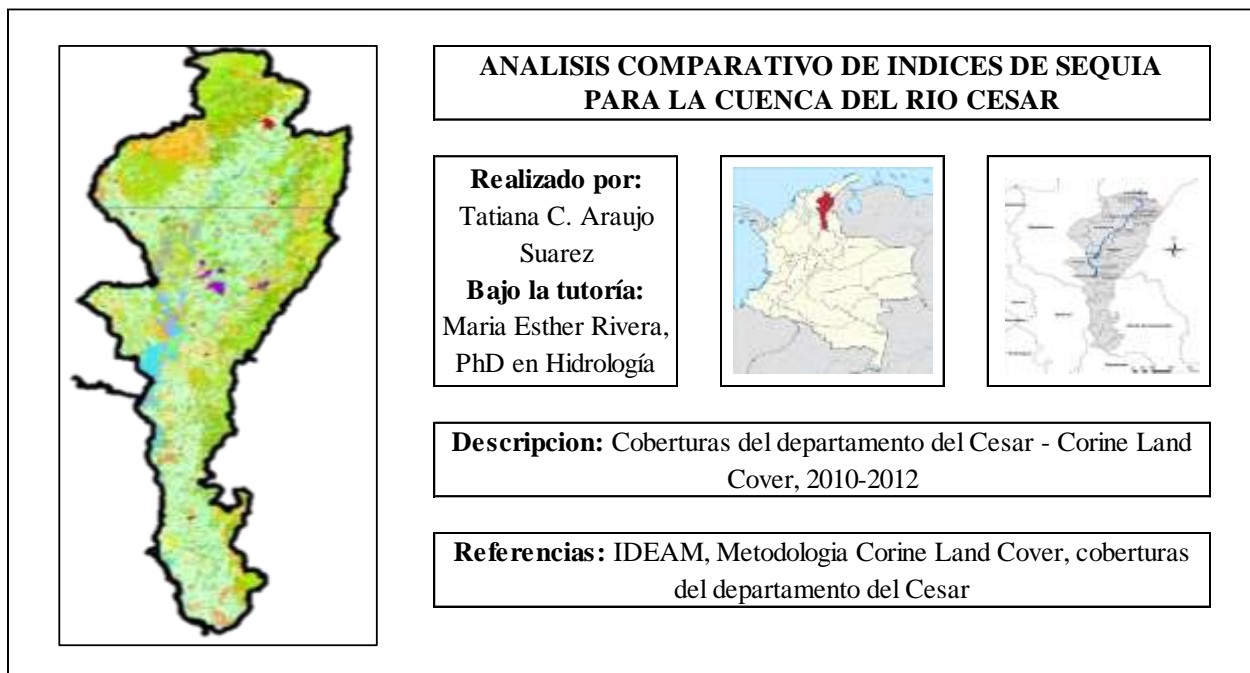 ANALISIS COMPARATIVO DE INDICES DE SEQUIA
PARA LA CUENCA DEL RIO CESAR
Realizado por:
Tatiana C. Araujo
Suarez
Bajo la tutoría:
Maria Esther Rivera,
PhD en Hidrología
Descripcion: Coberturas del departamento del Cesar - Corine Land
Cover, 2010-2012
Referencias: IDEAM, Metodologia Corine Land Cover, coberturas
del departamento del Cesar